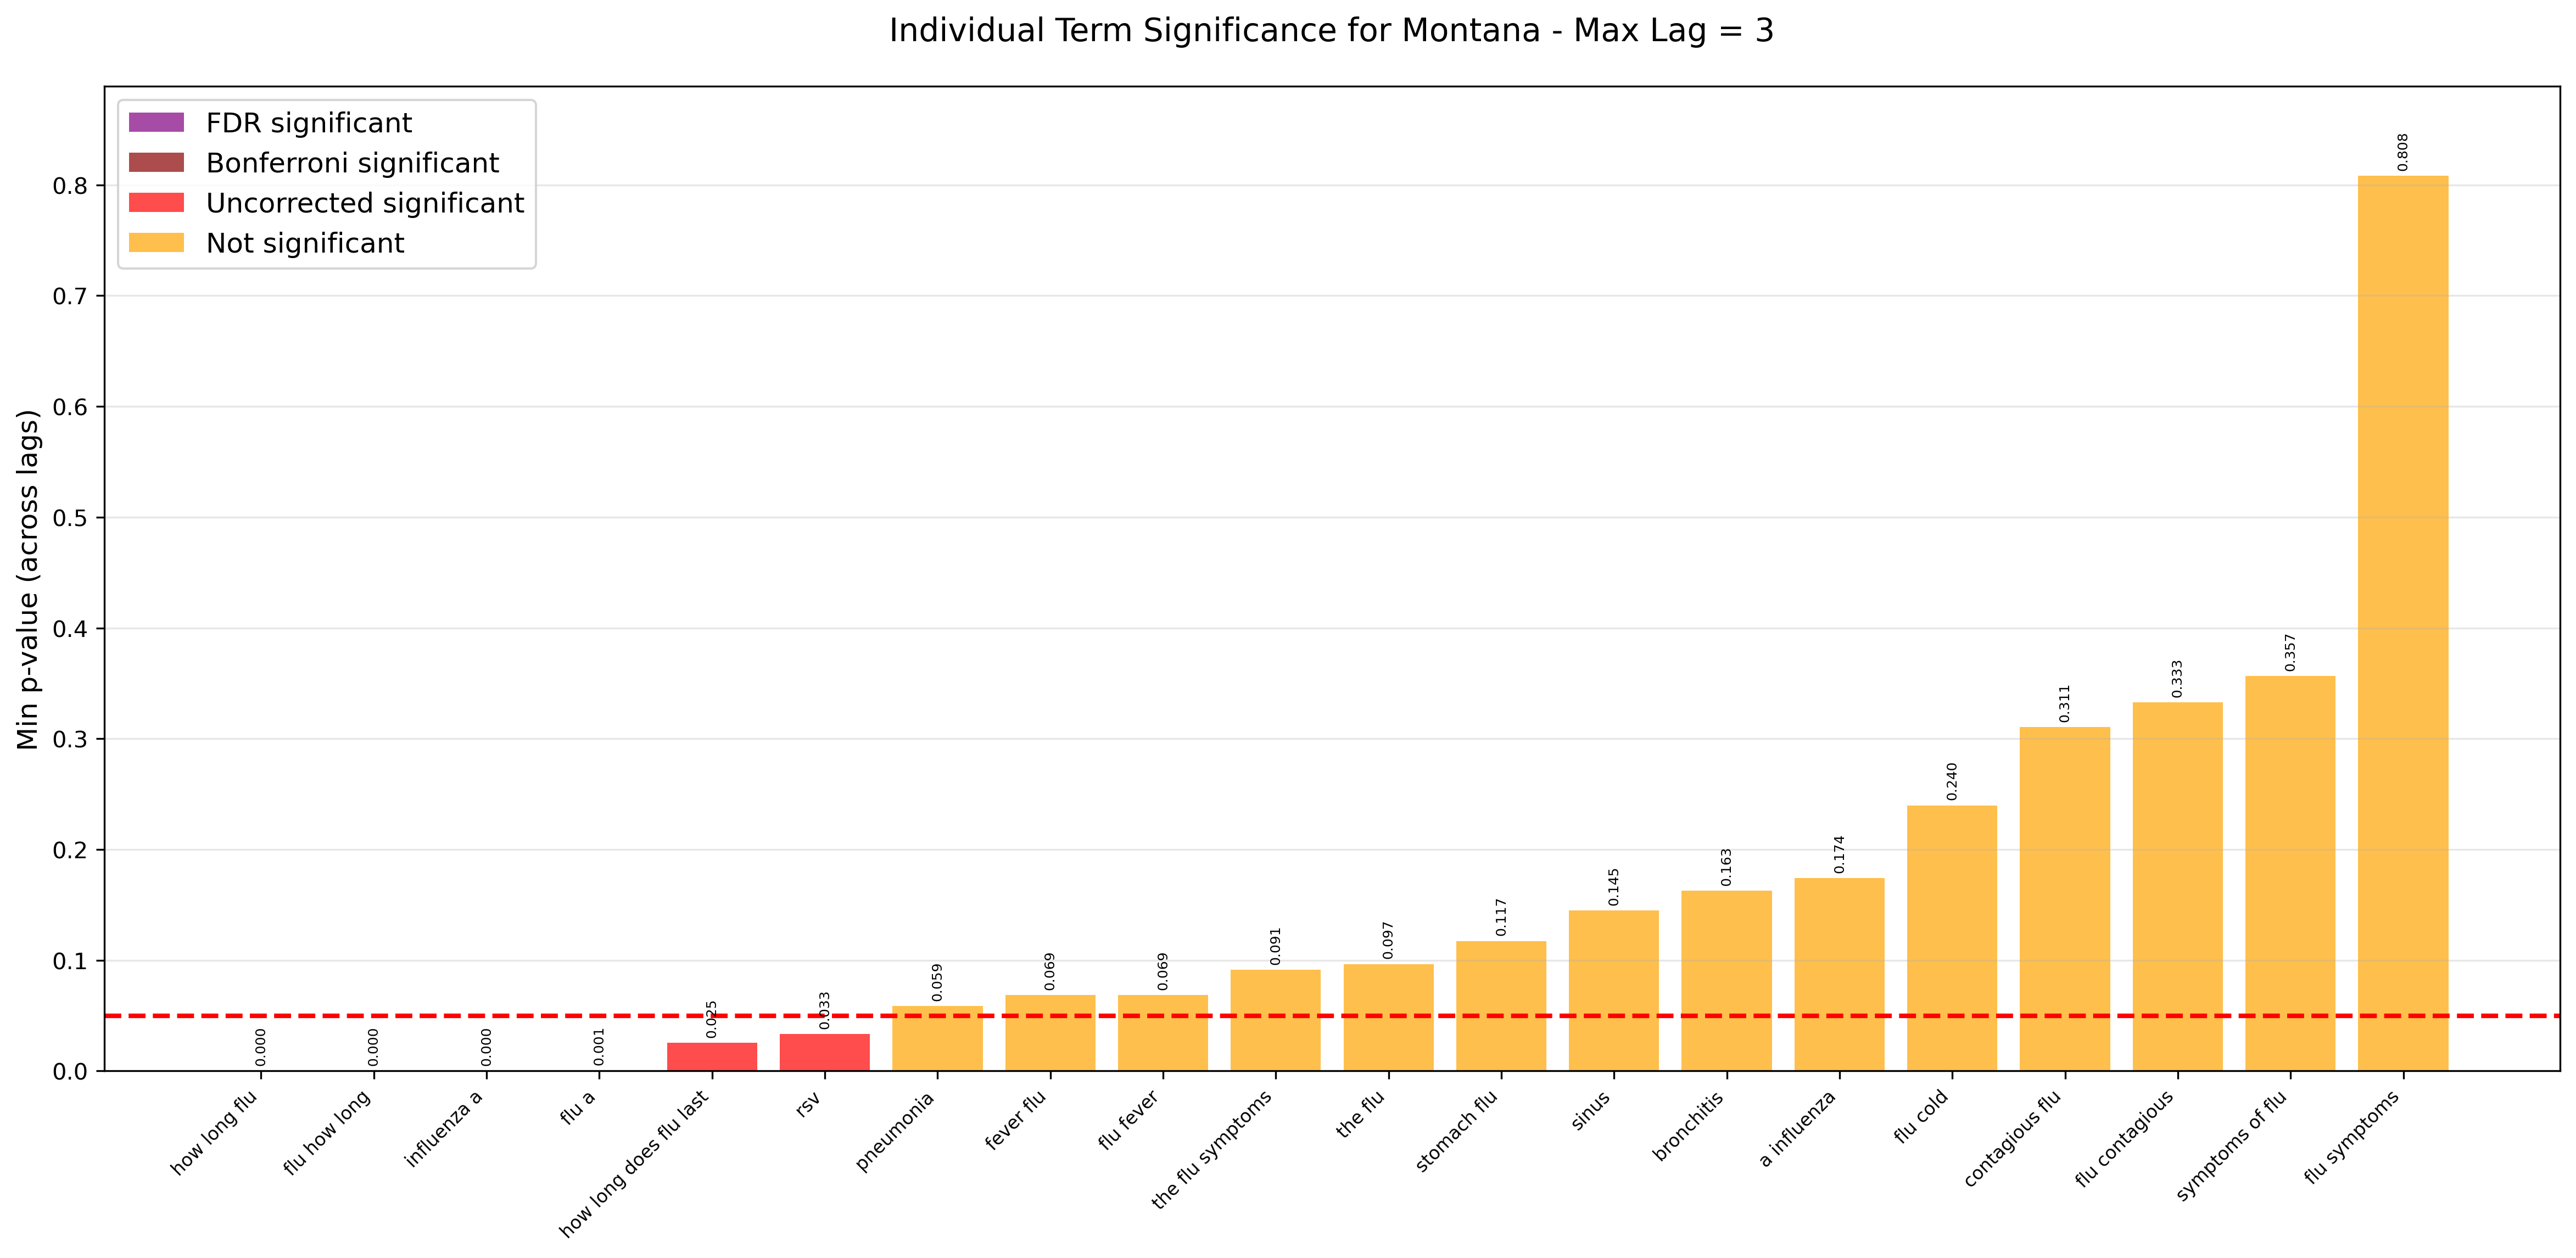 Individual Term Significance for Montana - Max Lag = 3
FDR significant
Bonferroni significant
Uncorrected significant
Not significant
Min p-value (across lags)
0.8
0.7
0.6
0.5
0.4
0.3
0.2
0.1
0.0
0.000
0.000
0.000
0.001
0.025
0.033
0.059
0.069
0.069
0.091
0.097
0.117
0.145
0.163
0.174
0.240
0.311
0.333
0.357
0.808
how long flu
flu how long
influenza a
flu a
how long does flu last
rsv
pneumonia
fever flu
flu fever
the flu symptoms
the flu
stomach flu
sinus
bronchitis
a influenza
flu cold
contagious flu
flu contagious
symptoms of flu
flu symptoms